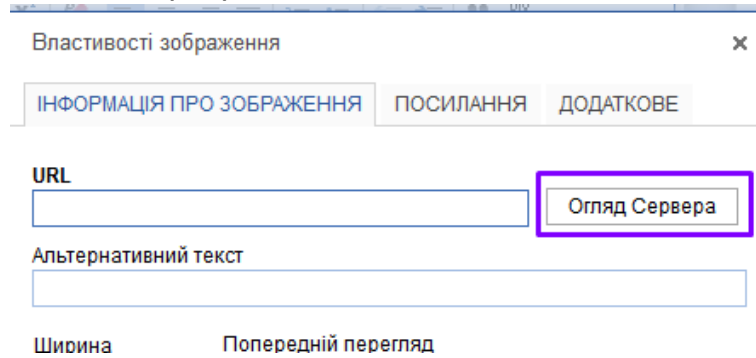 Властивості зображення
ІНФОРМАЦІЯ ПРО ЗОБРАЖЕННЯ ПОСИЛАННЯ ДОДАТКОВЕ
URL
Огляд Сервера
Альтернативний текст
Ширина Попередній перегляд